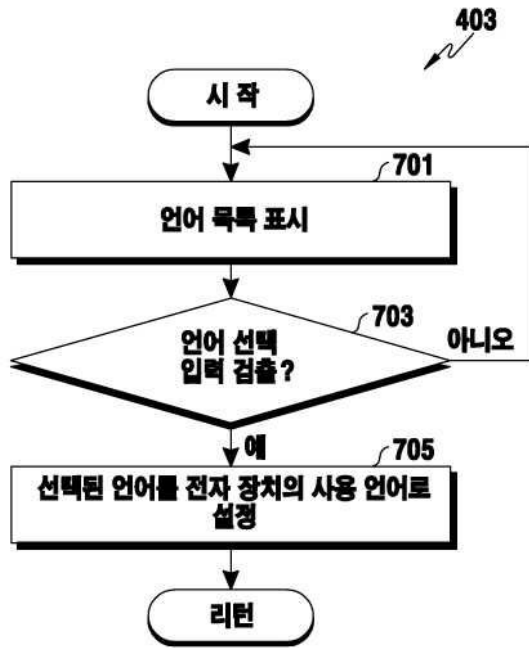 403
시 작
701
언어 목록 표시
703
언어 선택
입력 검출?
아니오
예
705
선택된 언어를 전자 장치의 사용 언어로
설정
리턴